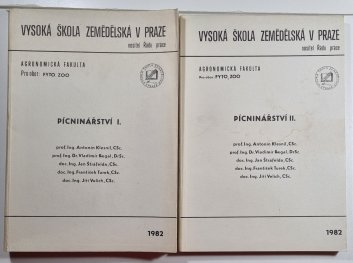 VYSOKÁ ŠKOLA ZEMĚDĚLSKÁ V PRAZE
nositel Řádu práce
AGRONOMICKÁ FAKULTA
Pro obor: FYTO ZOO
PÍCNINÁŘSTVÍ I.
prof. Ing. Antonín Klesnil, CSc.
prof. Ing. Dr. Vladimír Regal, DrSc.
doc. Ing. Jan Štráfelda, CSc.
doc. Ing. František Turek, CSc.
doc. Ing. Jiří Velich, CSc.
1982
VYSOKÁ ŠKOLA ZEMĚDĚLSKÁ V PRAZE
nositel Řádu práce
AGRONOMICKÁ FAKULTA
Pro obor: FYTO, ZOO
PÍCNINÁŘSTVÍ II.
prof. Ing. Antonín Klesnil, CSc.
prof. Ing. Dr. Vladimír Regal, DrSc.
doc. Ing. Jan Štráfelda, CSc.
doc. Ing. František Turek, CSc.
doc. Ing. Jiří Velich, CSc.
1982